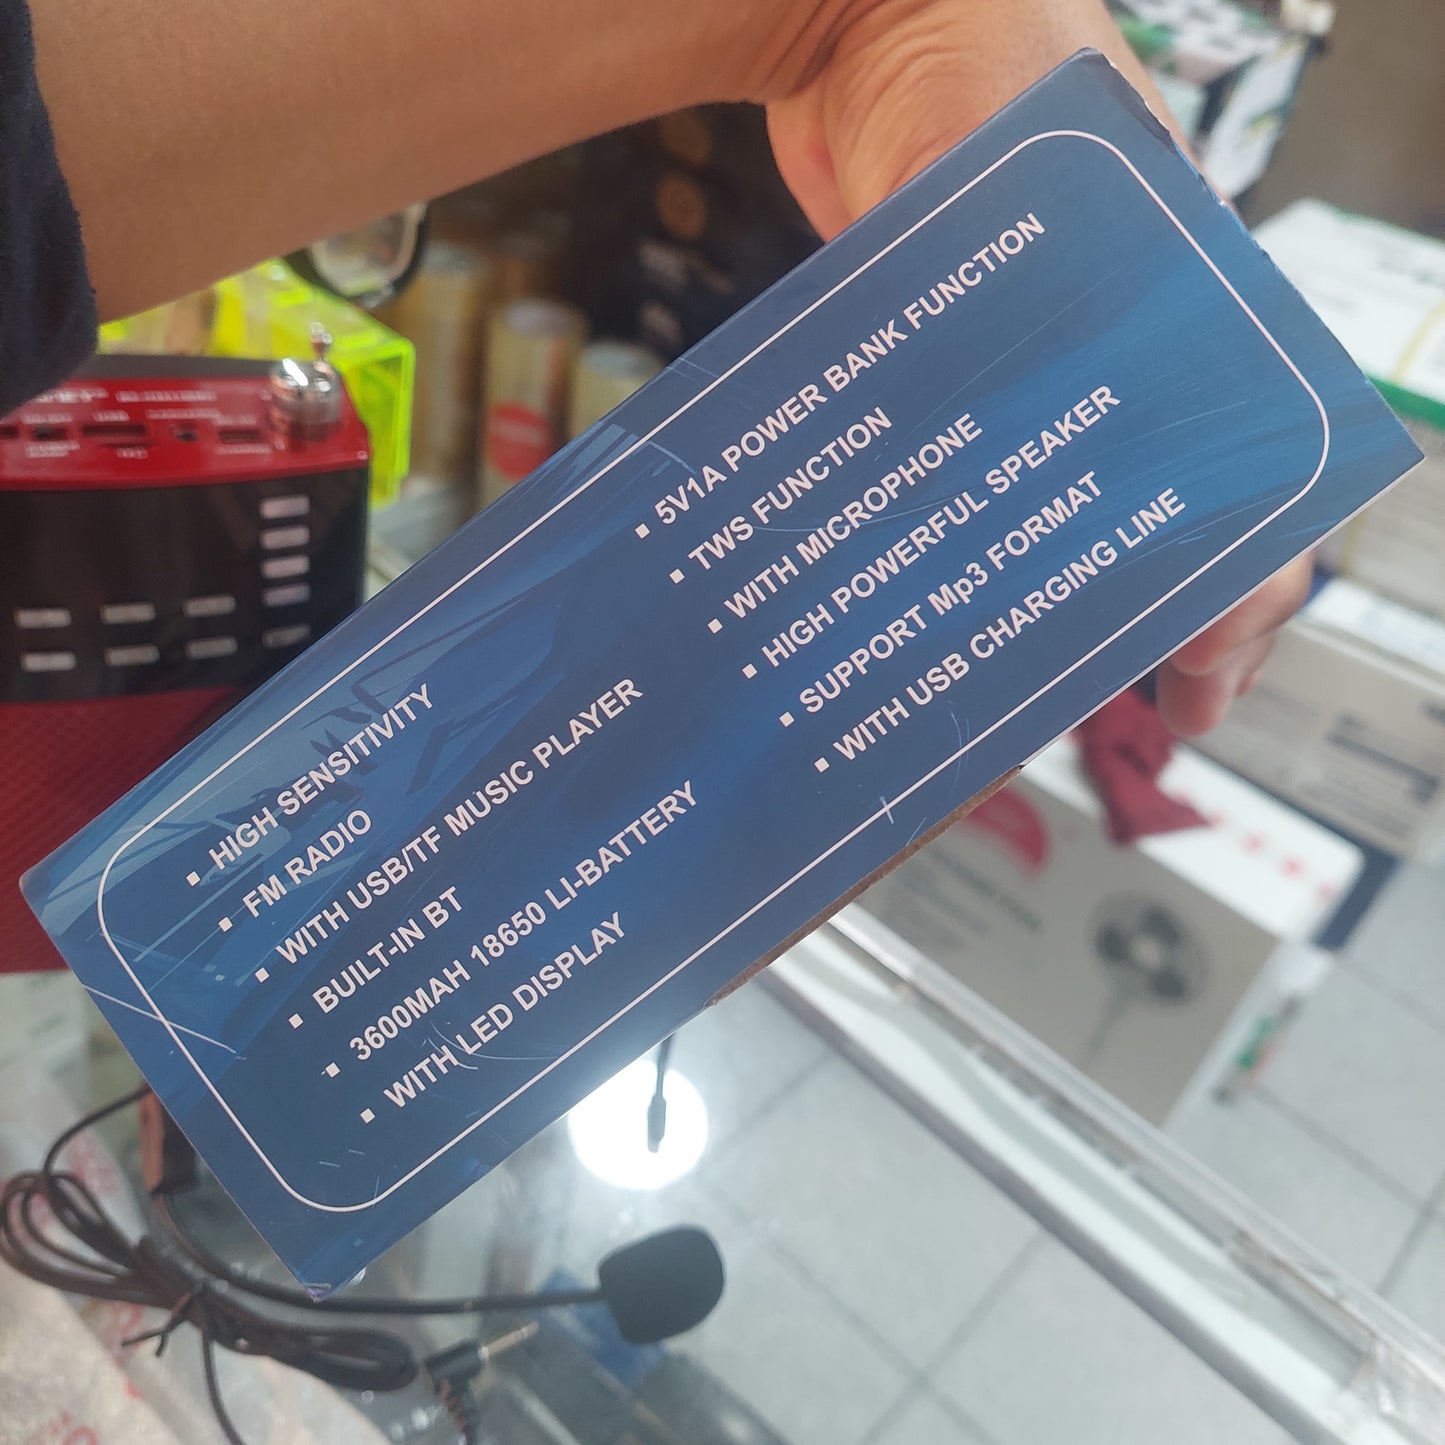 ▪ HIGH SENSITIVITY
▪ FM RADIO
▪ WITH USB/TF MUSIC PLAYER
▪ BUILT-IN BT
▪ 3600MAH 18650 LI-BATTERY
▪ WITH LED DISPLAY
▪ 5V1A POWER BANK FUNCTION
▪ TWS FUNCTION
▪ WITH MICROPHONE
▪ HIGH POWERFUL SPEAKER
▪ SUPPORT Mp3 FORMAT
▪ WITH USB CHARGING LINE